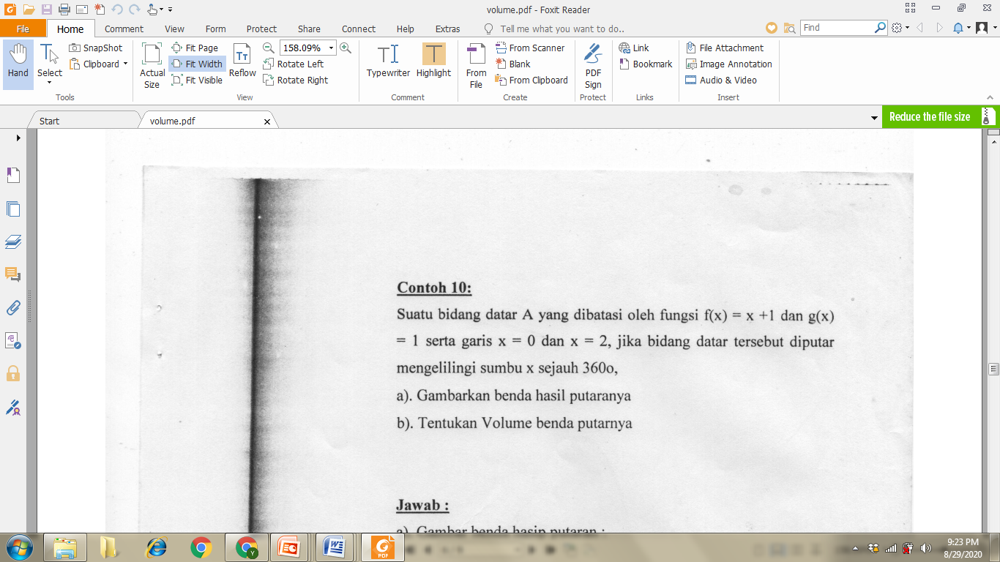 volume.pdf - Foxit Reader
File Home Comment View Form Protect Share Connect Help Extras Tell me what you want to do.. Find
Hand
Select
SnapShot
Clipboard
Tools
Actual Size
Fit Page
Fit Width
Fit Visible
Reflow
158.09%
Rotate Left
Rotate Right
View
Typewriter
Highlight
Comment
From File
From Scanner
Blank
From Clipboard
Create
PDF Sign
Protect
Link
Bookmark
Links
File Attachment
Image Annotation
Audio & Video
Insert
Start
volume.pdf
Reduce the file size
Contoh 10:
Suatu bidang datar A yang dibatasi oleh fungsi f(x) = x +1 dan g(x)
= 1 serta garis x = 0 dan x = 2, jika bidang datar tersebut diputar
mengelilingi sumbu x sejauh 360o,
a). Gambarkan benda hasil putaranya
b). Tentukan Volume benda putarnya
Jawab :
a). Gambar benda hasip putaran :
9:23 PM
8/29/2020